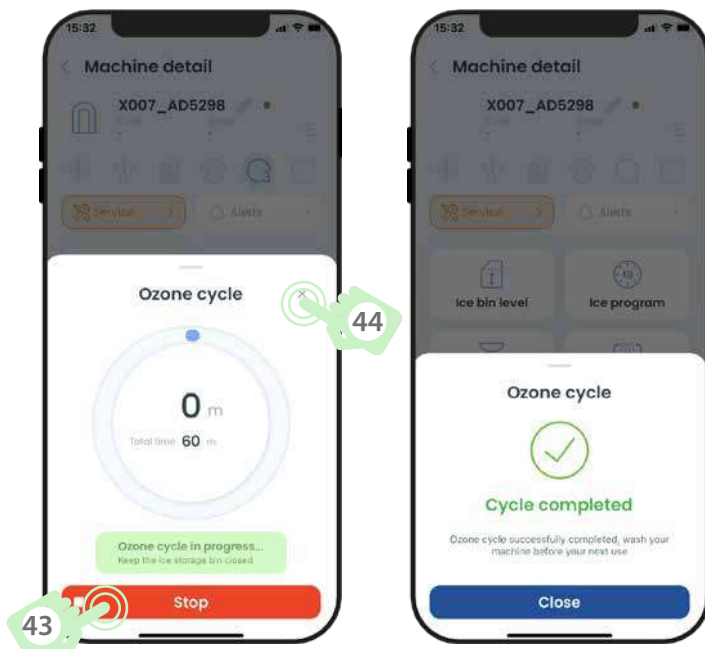 15:32
Machine detail
X007_AD5298
Service
Alerts
Ozone cycle
0 m
Total time 60 m
Ozone cycle in progress...
Keep the ice storage bin closed
Stop
43
44
15:32
Machine detail
X007_AD5298
Service
Alerts
Ice bin level
Ice program
Ozone cycle
Cycle completed
Ozone cycle successfully completed, wash your
machine before your next use
Close